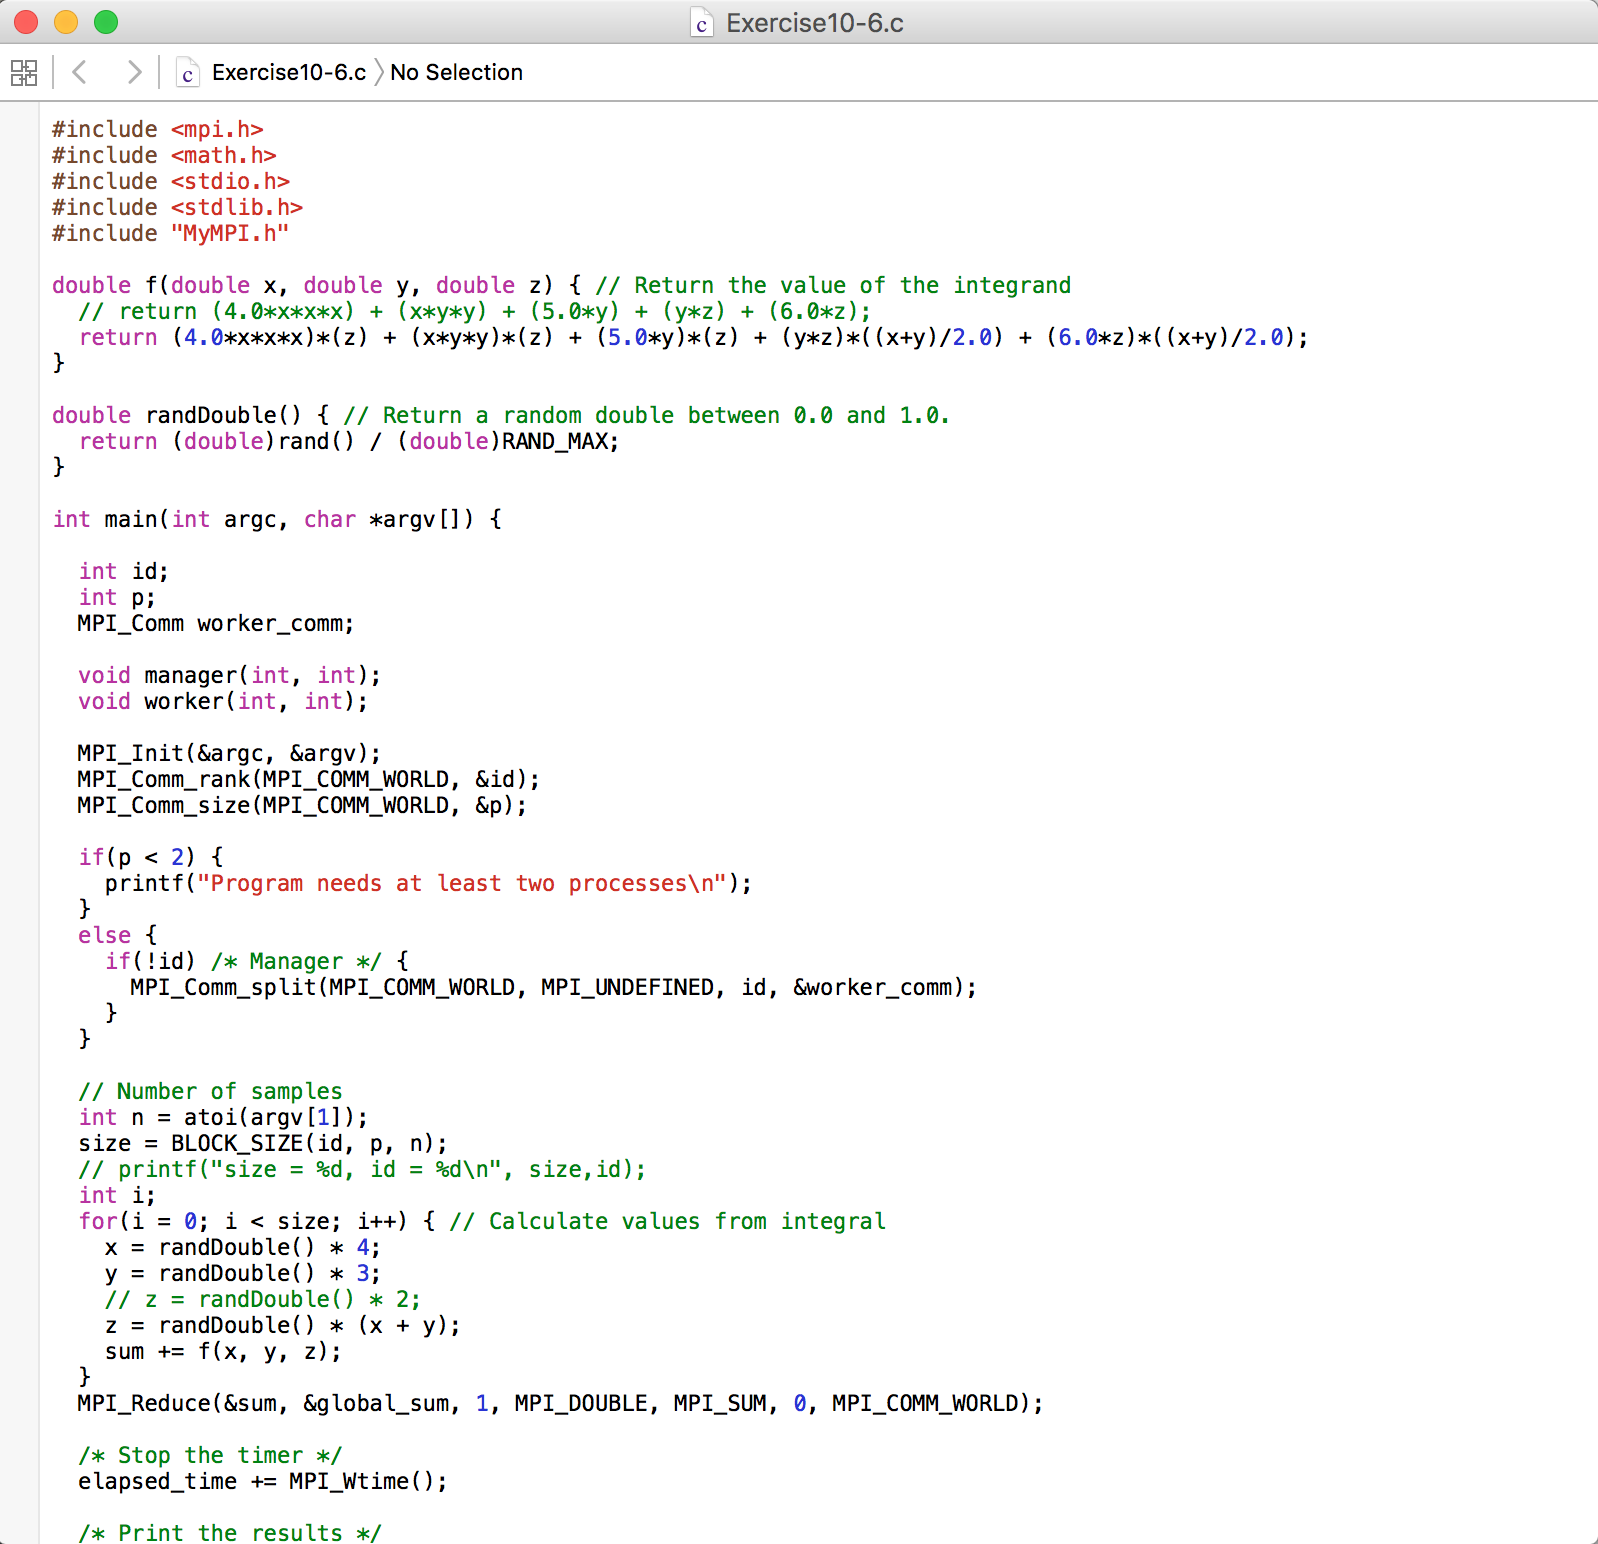 Exercise10-6.c
Exercise10-6.c No Selection
#include <mpi.h>
#include <math.h>
#include <stdio.h>
#include <stdlib.h>
#include "MyMPI.h"
double f(double x, double y, double z) { // Return the value of the integrand
  // return (4.0*x*x*x) + (x*y*y) + (5.0*y) + (y*z) + (6.0*z);
  return (4.0*x*x*x)*(z) + (x*y*y)*(z) + (5.0*y)*(z) + (y*z)*((x+y)/2.0) + (6.0*z)*((x+y)/2.0);
}
double randDouble() { // Return a random double between 0.0 and 1.0.
  return (double)rand() / (double)RAND_MAX;
}
int main(int argc, char *argv[]) {
  int id;
  int p;
  MPI_Comm worker_comm;
  void manager(int, int);
  void worker(int, int);
  MPI_Init(&argc, &argv);
  MPI_Comm_rank(MPI_COMM_WORLD, &id);
  MPI_Comm_size(MPI_COMM_WORLD, &p);
  if(p < 2) {
    printf("Program needs at least two processes\n");
  }
  else {
    if(!id) /* Manager */ {
      MPI_Comm_split(MPI_COMM_WORLD, MPI_UNDEFINED, id, &worker_comm);
    }
  }
  // Number of samples
  int n = atoi(argv[1]);
  size = BLOCK_SIZE(id, p, n);
  // printf("size = %d, id = %d\n", size,id);
  int i;
  for(i = 0; i < size; i++) { // Calculate values from integral
    x = randDouble() * 4;
    y = randDouble() * 3;
    // z = randDouble() * 2;
    z = randDouble() * (x + y);
    sum += f(x, y, z);
  }
  MPI_Reduce(&sum, &global_sum, 1, MPI_DOUBLE, MPI_SUM, 0, MPI_COMM_WORLD);
  /* Stop the timer */
  elapsed_time += MPI_Wtime();
  /* Print the results */